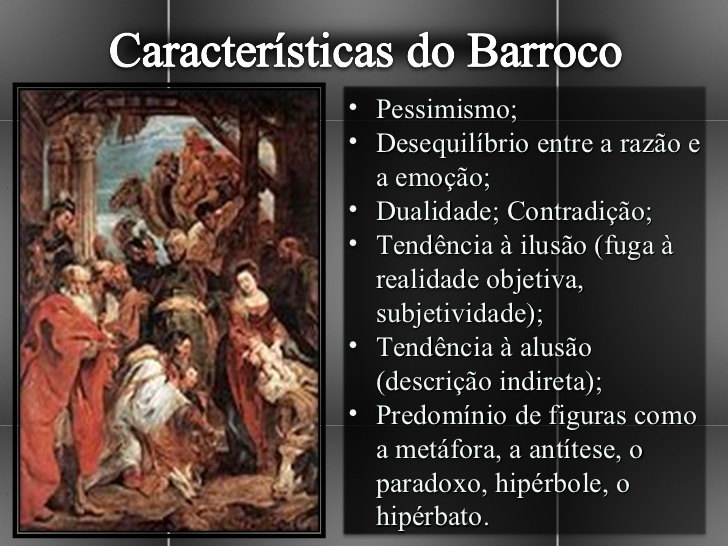 Características do Barroco
• Pessimismo;
• Desequilíbrio entre a razão e
a emoção;
• Dualidade; Contradição;
• Tendência à ilusão (fuga à
realidade objetiva,
subjetividade);
• Tendência à alusão
(descrição indireta);
• Predomínio de figuras como
a metáfora, a antítese, o
paradoxo, hipérbole, o
hipérbato.